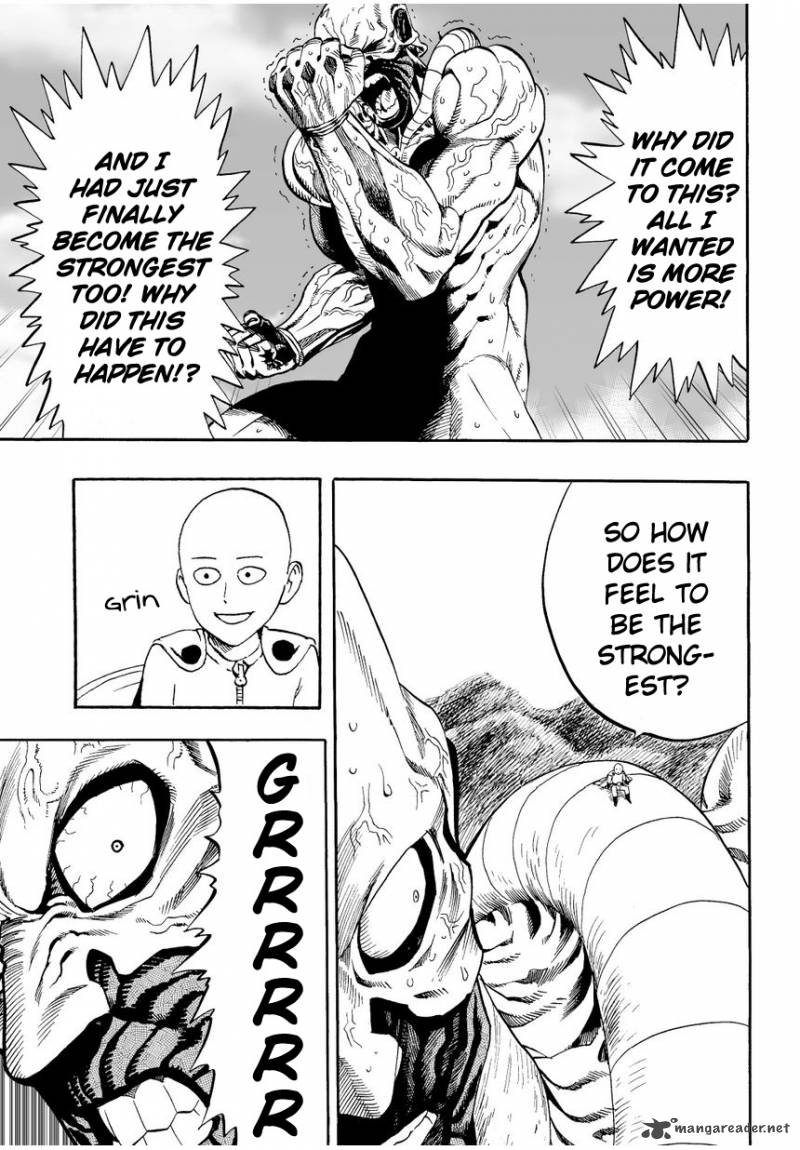 WHY DID
IT COME
TO THIS?
ALL I
WANTED
IS MORE
POWER!
AND I
HAD JUST
FINALLY
BECOME THE
STRONGEST
TOO! WHY
DID THIS
HAVE TO
HAPPEN!?
SO HOW
DOES IT
FEEL TO
BE THE
STRONG-
EST?
Grin
GRRRRRR
mangareader.net